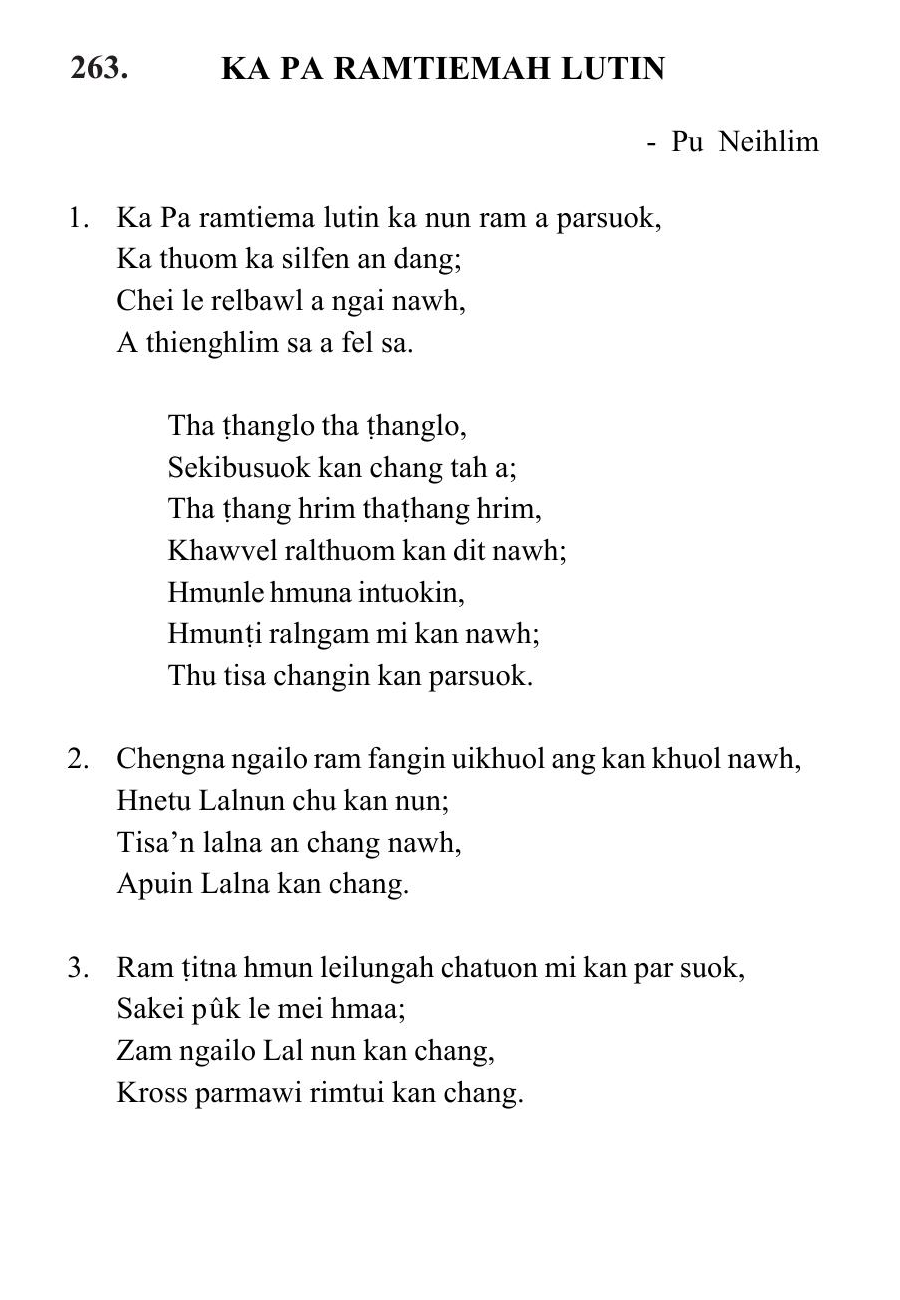 263. KA PA RAMTIEMAH LUTIN
- Pu Neihlim
1. Ka Pa ramtiema lutin ka nun ram a parsuok,
Ka thuom ka silfen an dang;
Chei le relbawl a ngai nawh,
A thienghlim sa a fel sa.
Tha ṭhanglo tha ṭhanglo,
Sekibusuok kan chang tah a;
Tha ṭhang hrim thaṭhang hrim,
Khawvel ralthuom kan dit nawh;
Hmunle hmuna intuokin,
Hmunṭi ralngam mi kan nawh;
Thu tisa changin kan parsuok.
2. Chengna ngailo ram fangin uikhuol ang kan khuol nawh,
Hnetu Lalnun chu kan nun;
Tisa’n lalna an chang nawh,
Apuin Lalna kan chang.
3. Ram ṭitna hmun leilungah chatuon mi kan par suok,
Sakei pûk le mei hmaa;
Zam ngailo Lal nun kan chang,
Kross parmawi rimtui kan chang.